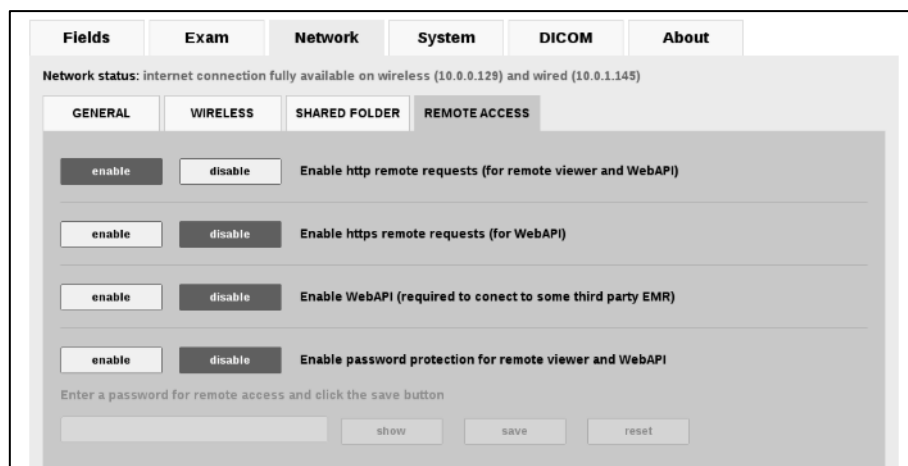 Fields Exam Network System DICOM About
Network status: internet connection fully available on wireless (10.0.0.129) and wired (10.0.1.145)
GENERAL WIRELESS SHARED FOLDER REMOTE ACCESS
enable disable Enable http remote requests (for remote viewer and WebAPI)
enable disable Enable https remote requests (for WebAPI)
enable disable Enable WebAPI (required to conect to some third party EMR)
enable disable Enable password protection for remote viewer and WebAPI
Enter a password for remote access and click the save button
show save reset